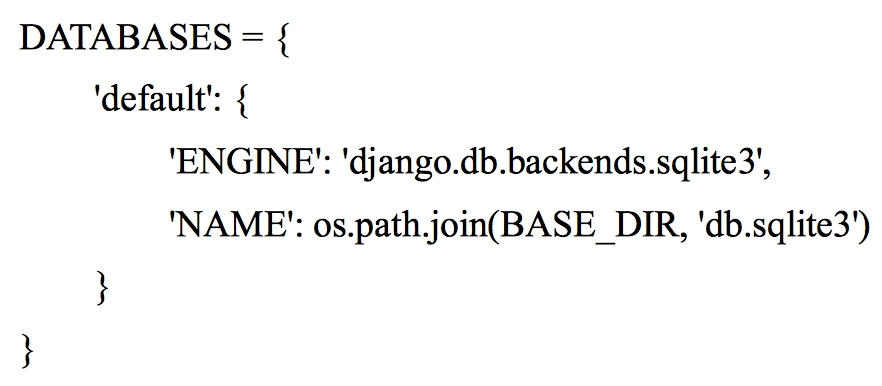 DATABASES = {
'default': {
'ENGINE': 'django.db.backends.sqlite3',
'NAME': os.path.join(BASE_DIR, 'db.sqlite3')
}
}